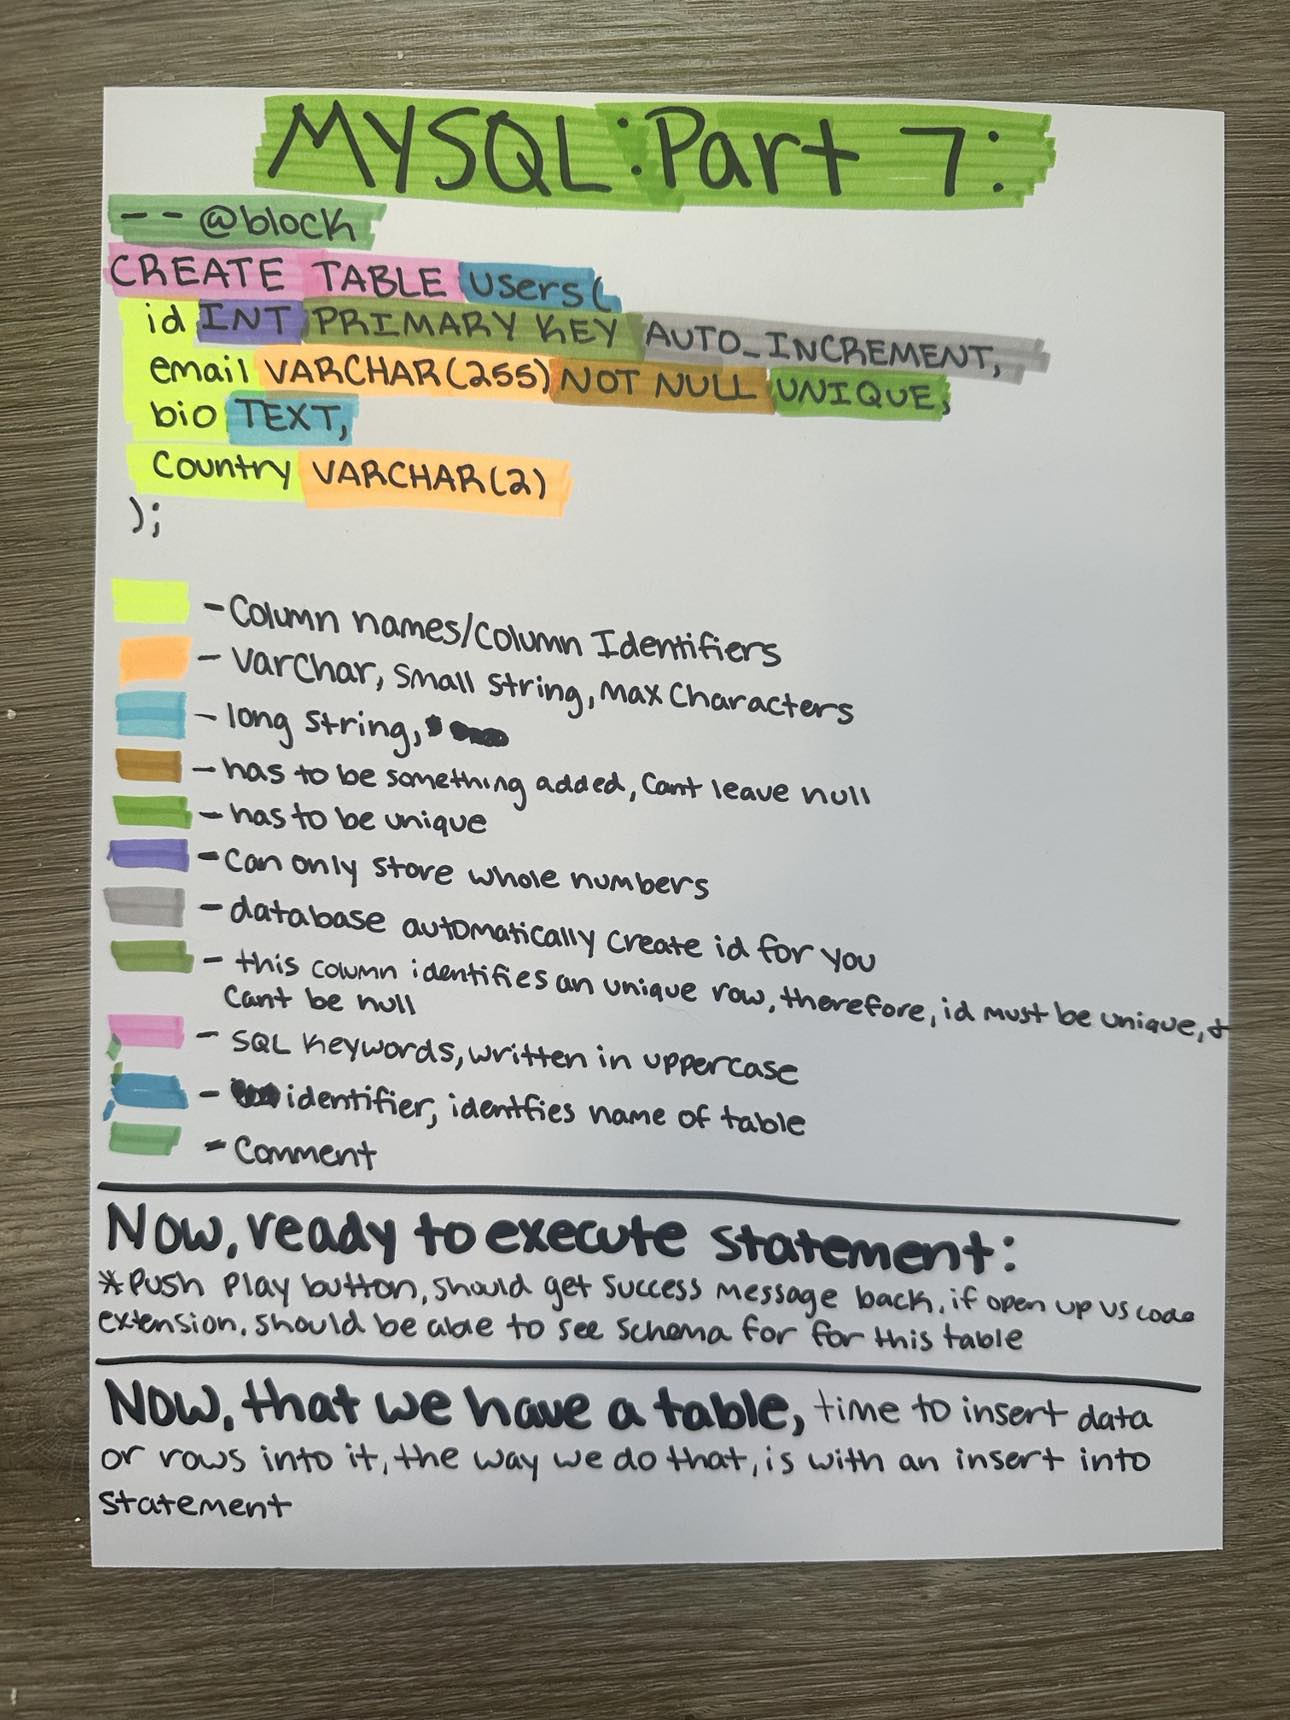 MYSQL:Part 7:
-- @block
CREATE TABLE users(
id INT PRIMARY KEY AUTO_INCREMENT,
email VARCHAR(255) NOT NULL UNIQUE,
bio TEXT,
Country VARCHAR(2)
);
- Column names/Column Identifiers
- Varchar, small string, max characters
- long string,
- has to be something added, Cant leave null
- has to be unique
- Can only store whole numbers
- database automatically create id for you
- this column identifies an unique row, therefore, id must be unique, &
Cant be null
- SQL keywords, written in uppercase
- identifier, identfies name of table
- Comment
Now, ready to execute statement:
*Push Play button, should get success message back, if open up vs code
extension, should be able to see schema for for this table
Now, that we have a table, time to insert data
or rows into it, the way we do that, is with an insert into
statement